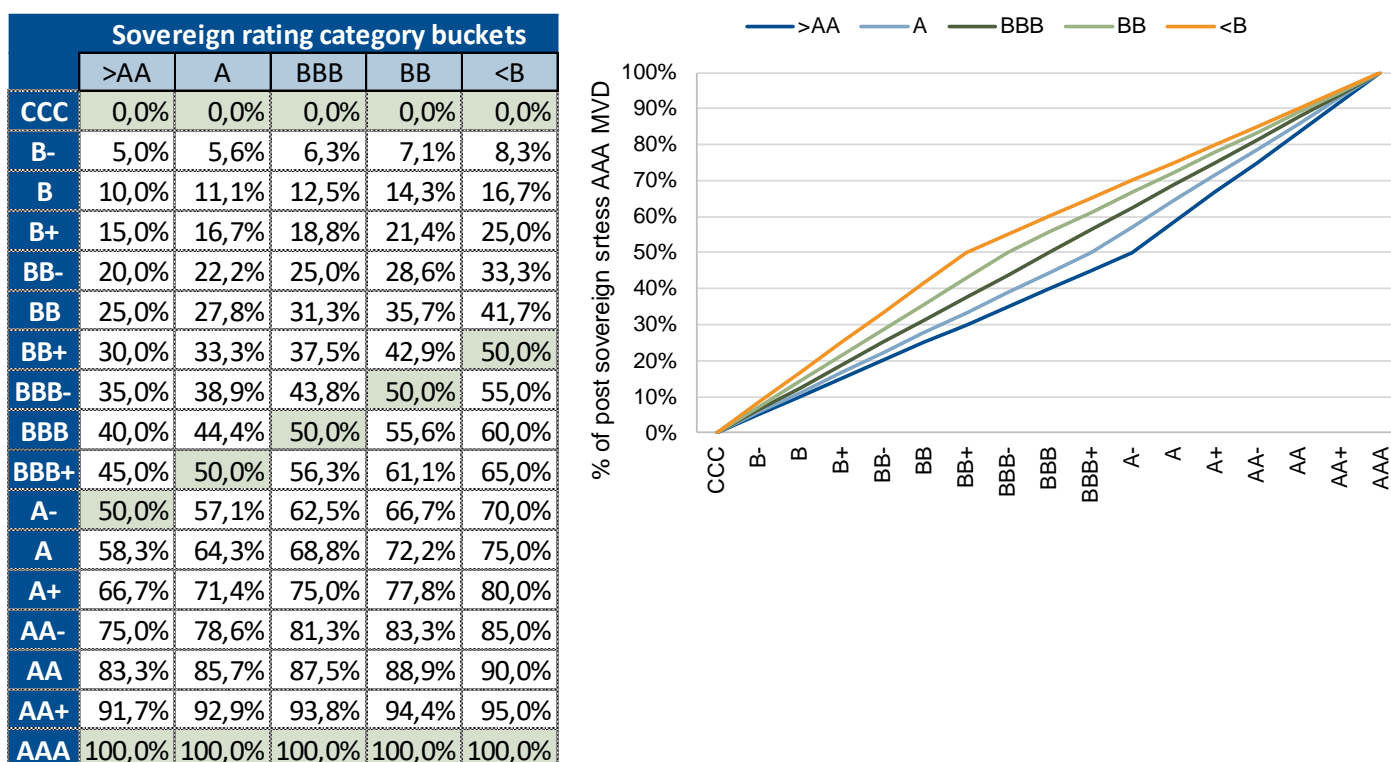 Sovereign rating category buckets
>AA A BBB BB <B
CCC 0,0% 0,0% 0,0% 0,0% 0,0%
B- 5,0% 5,6% 6,3% 7,1% 8,3%
B 10,0% 11,1% 12,5% 14,3% 16,7%
B+ 15,0% 16,7% 18,8% 21,4% 25,0%
BB- 20,0% 22,2% 25,0% 28,6% 33,3%
BB 25,0% 27,8% 31,3% 35,7% 41,7%
BB+ 30,0% 33,3% 37,5% 42,9% 50,0%
BBB- 35,0% 38,9% 43,8% 50,0% 55,0%
BBB 40,0% 44,4% 50,0% 55,6% 60,0%
BBB+ 45,0% 50,0% 56,3% 61,1% 65,0%
A- 50,0% 57,1% 62,5% 66,7% 70,0%
A 58,3% 64,3% 68,8% 72,2% 75,0%
A+ 66,7% 71,4% 75,0% 77,8% 80,0%
AA- 75,0% 78,6% 81,3% 83,3% 85,0%
AA 83,3% 85,7% 87,5% 88,9% 90,0%
AA+ 91,7% 92,9% 93,8% 94,4% 95,0%
AAA 100,0% 100,0% 100,0% 100,0% 100,0%
>AA A BBB BB <B
% of post sovereign srtess AAA MVD
100%
90%
80%
70%
60%
50%
40%
30%
20%
10%
0%
CCC B- B B+ BB- BB BB+ BBB- BBB BBB+ A- A A+ AA- AA AA+ AAA